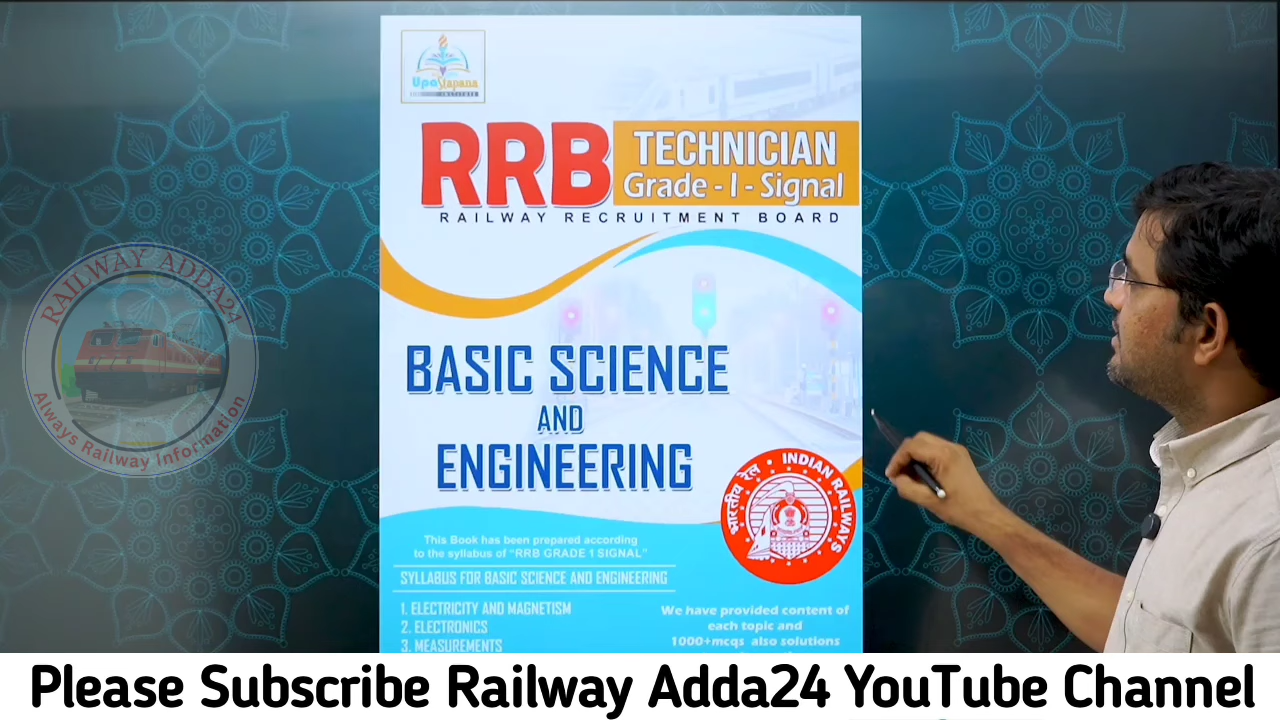 Upastapana
INSTITUTE
RRB
TECHNICIAN
Grade - I - Signal
RAILWAY RECRUITMENT BOARD
RAILWAY ADDA24
Always Railway Information
BASIC SCIENCE
AND
ENGINEERING
भारतीय रेल • INDIAN RAILWAYS
This Book has been prepared according
to the syllabus of "RRB GRADE 1 SIGNAL"
SYLLABUS FOR BASIC SCIENCE AND ENGINEERING
1. ELECTRICITY AND MAGNETISM
2. ELECTRONICS
3. MEASUREMENTS
We have provided content of
each topic and
1000+mcqs also solutions
Please Subscribe Railway Adda24 YouTube Channel